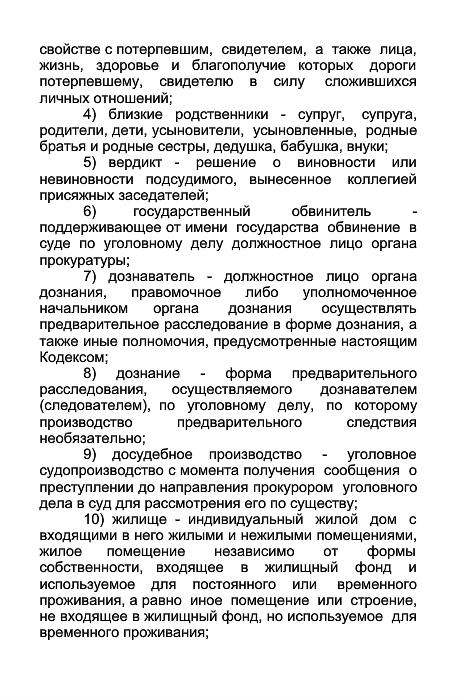 свойстве с потерпевшим, свидетелем, а также лица,
жизнь, здоровье и благополучие которых дороги
потерпевшему, свидетелю в силу сложившихся
личных отношений;
4) близкие родственники - супруг, супруга,
родители, дети, усыновители, усыновленные, родные
братья и родные сестры, дедушка, бабушка, внуки;
5) вердикт - решение о виновности или
невиновности подсудимого, вынесенное коллегией
присяжных заседателей;
6) государственный обвинитель -
поддерживающее от имени государства обвинение в
суде по уголовному делу должностное лицо органа
прокуратуры;
7) дознаватель - должностное лицо органа
дознания, правомочное либо уполномоченное
начальником органа дознания осуществлять
предварительное расследование в форме дознания, а
также иные полномочия, предусмотренные настоящим
Кодексом;
8) дознание - форма предварительного
расследования, осуществляемого дознавателем
(следователем), по уголовному делу, по которому
производство предварительного следствия
необязательно;
9) досудебное производство - уголовное
судопроизводство с момента получения сообщения о
преступлении до направления прокурором уголовного
дела в суд для рассмотрения его по существу;
10) жилище - индивидуальный жилой дом с
входящими в него жилыми и нежилыми помещениями,
жилое помещение независимо от формы
собственности, входящее в жилищный фонд и
используемое для постоянного или временного
проживания, а равно иное помещение или строение,
не входящее в жилищный фонд, но используемое для
временного проживания;